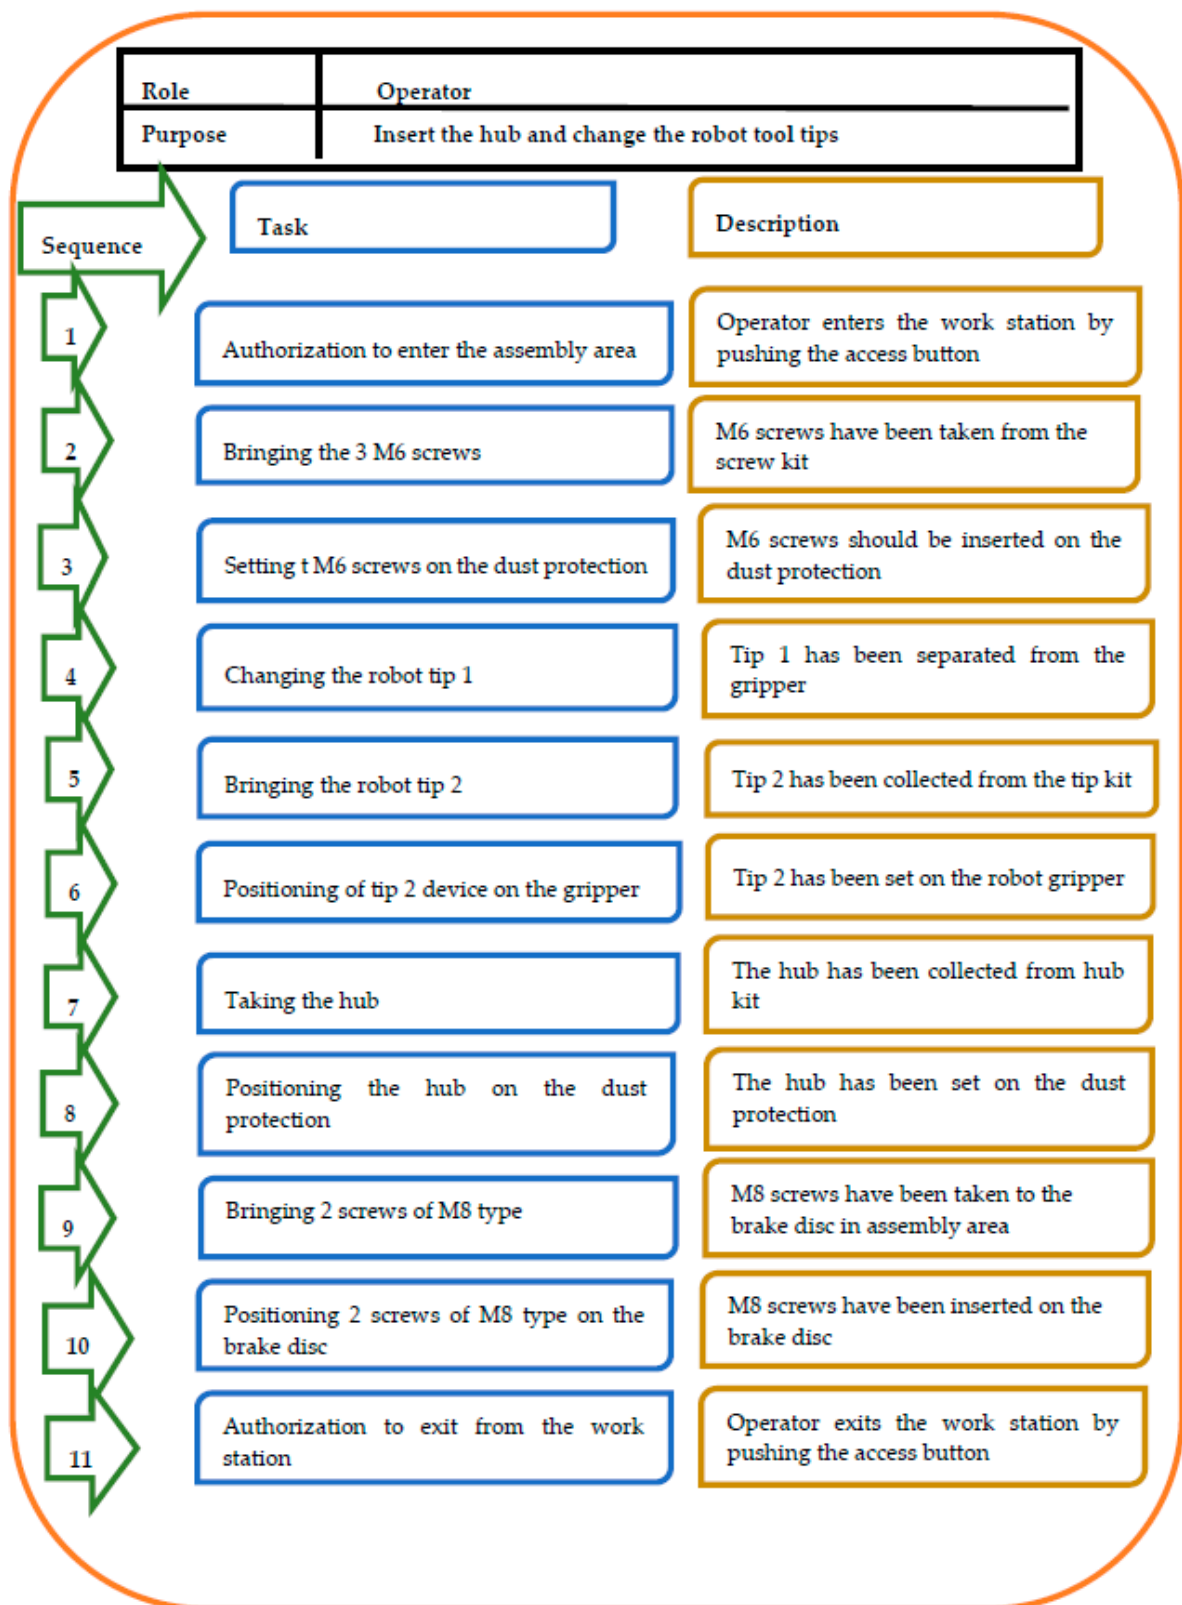 Role Operator
Purpose Insert the hub and change the robot tool tips
Sequence Task Description
1
Authorization to enter the assembly area
Operator enters the work station by
pushing the access button
2
Bringing the 3 M6 screws
M6 screws have been taken from the
screw kit
3
Setting t M6 screws on the dust protection
M6 screws should be inserted on the
dust protection
4
Changing the robot tip 1
Tip 1 has been separated from the
gripper
5
Bringing the robot tip 2
Tip 2 has been collected from the tip kit
6
Positioning of tip 2 device on the gripper
Tip 2 has been set on the robot gripper
7
Taking the hub
The hub has been collected from hub
kit
8
Positioning the hub on the dust
protection
The hub has been set on the dust
protection
9
Bringing 2 screws of M8 type
M8 screws have been taken to the
brake disc in assembly area
10
Positioning 2 screws of M8 type on the
brake disc
M8 screws have been inserted on the
brake disc
11
Authorization to exit from the work
station
Operator exits the work station by
pushing the access button